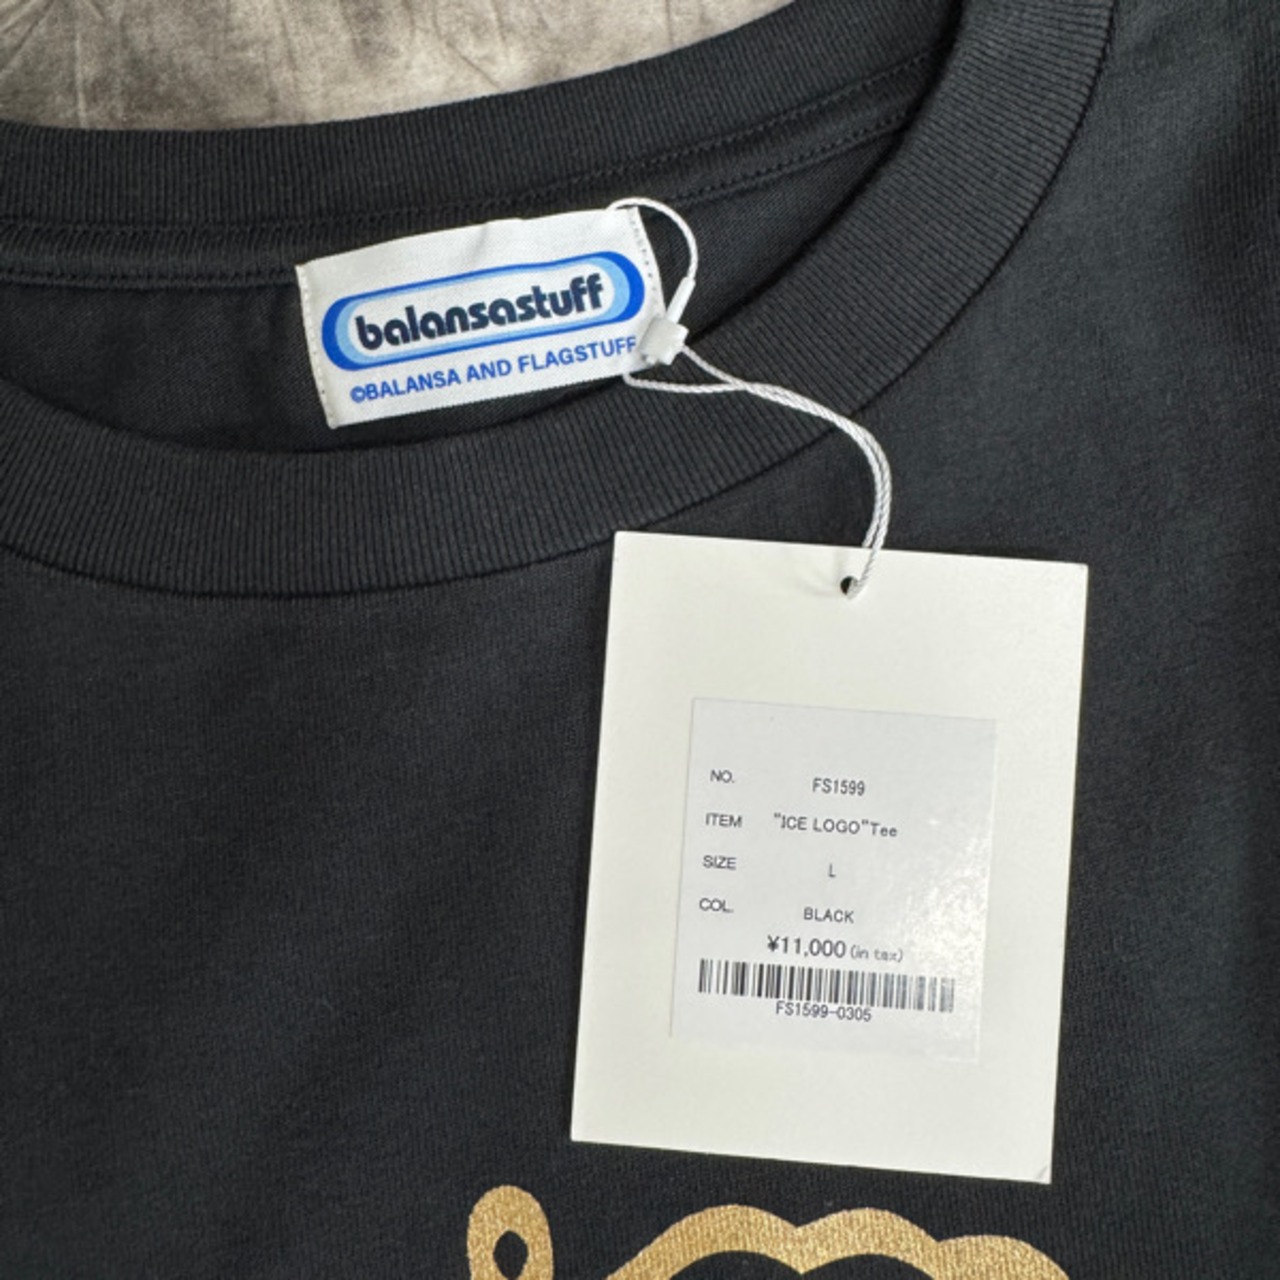 balansastuff
©BALANSA AND FLAGSTUFF
NO. FS1599
ITEM "ICE LOGO"Tee
SIZE L
COL. BLACK
¥11,000 (in tax)
FS1599-0305